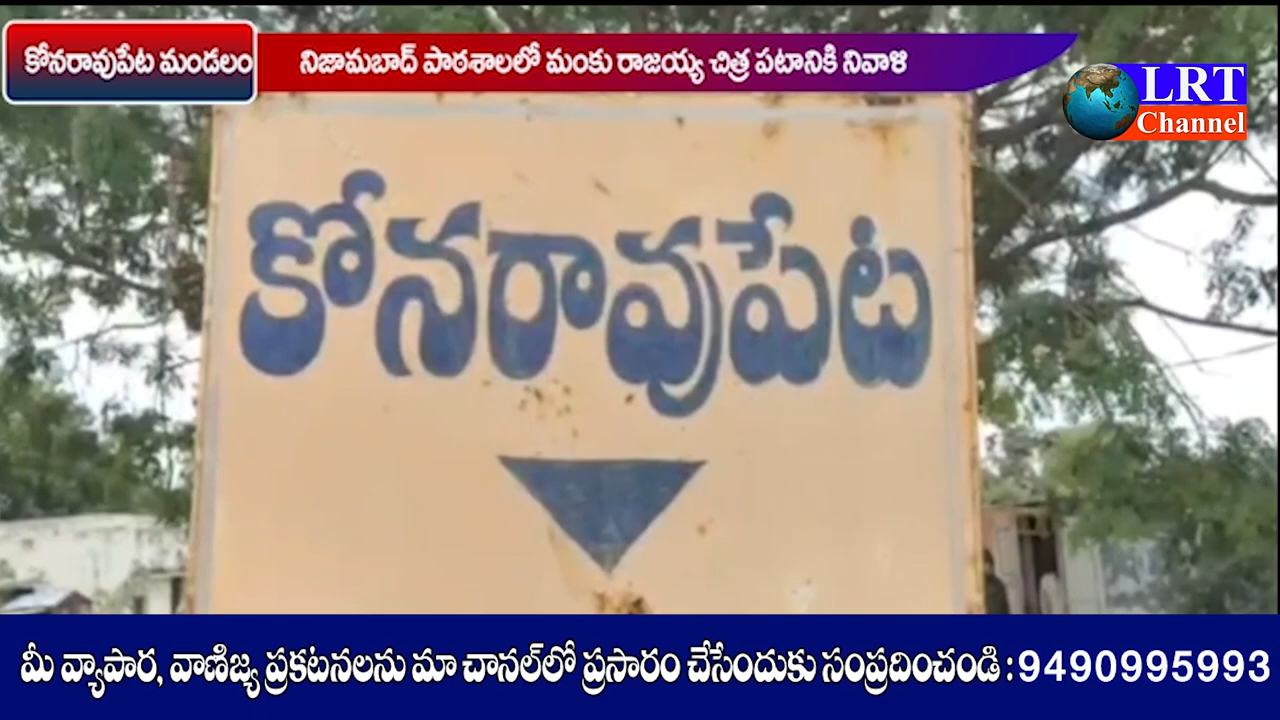 కోనరావుపేట మండలం
నిజామబాద్ పాఠశాలలో మంకు రాజయ్య చిత్ర పటానికి నివాళి
LRT
Channel
కోనరావుపేట
మీ వ్యాపార, వాణిజ్య ప్రకటనలను మా చానల్‌లో ప్రసారం చేసేందుకు సంప్రదించండి : 9490995993